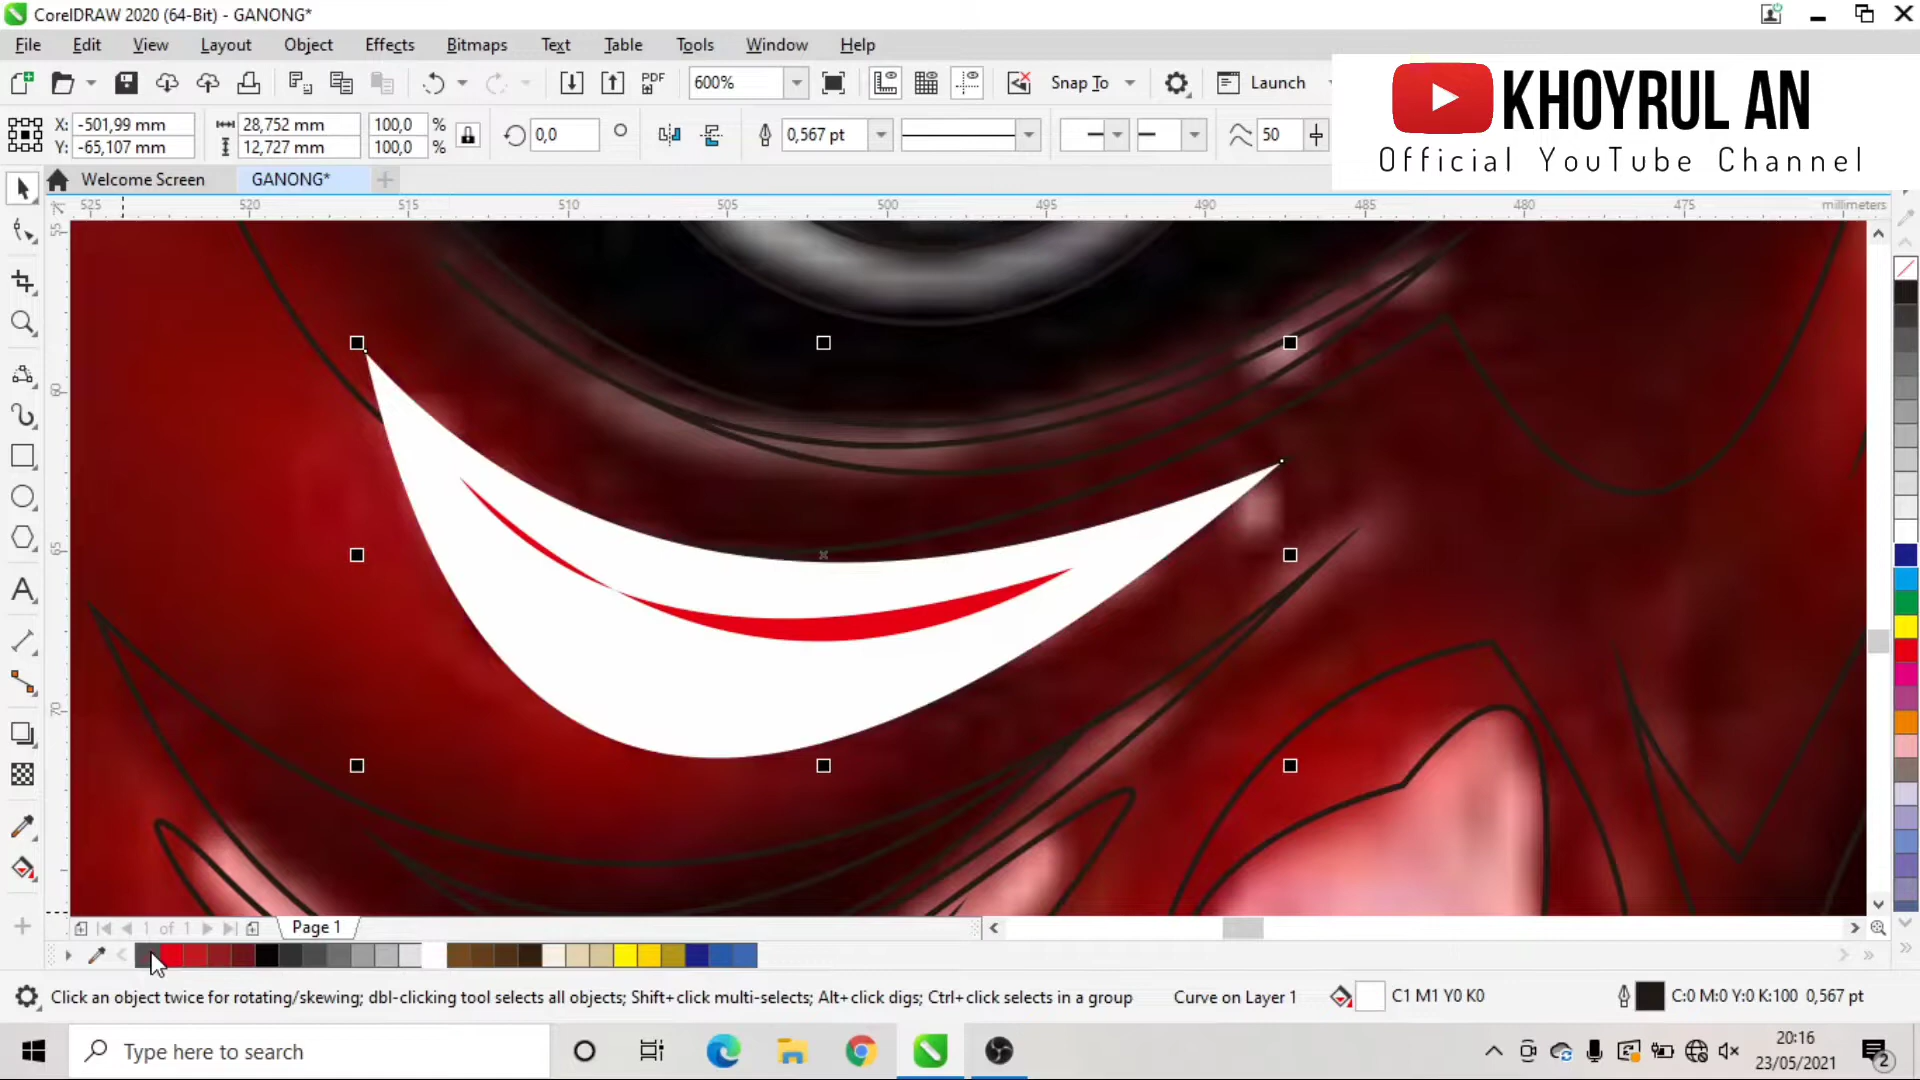 CorelDRAW 2020 (64-Bit) - GANONG*
File Edit View Layout Object Effects Bitmaps Text Table Tools Window Help
PDF 600% Snap To Launch
KHOYRUL AN
Official YouTube Channel
X: -501,99 mm 28,752 mm 100,0 % 0,0 0,567 pt 50
Y: -65,107 mm 12,727 mm 100,0 %
Welcome Screen GANONG*
525 520 515 510 505 500 495 490 485 480 475 millimeters
55
60
65
70
1 of 1 Page 1
Click an object twice for rotating/skewing; dbl-clicking tool selects all objects; Shift+click multi-selects; Alt+click digs; Ctrl+click selects in a group Curve on Layer 1 C1 M1 Y0 K0 C:0 M:0 Y:0 K:100 0,567 pt
Type here to search
20:16
23/05/2021
2